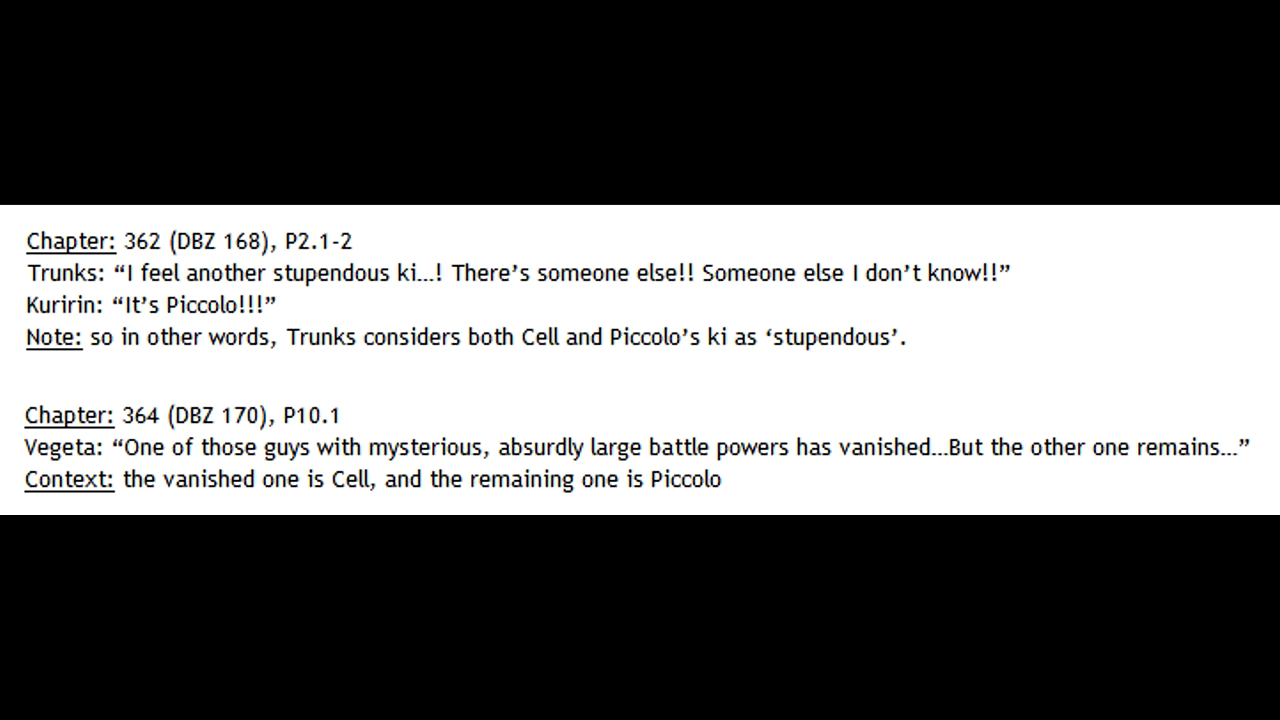 Chapter: 362 (DBZ 168), P2.1-2
Trunks: “I feel another stupendous ki...! There’s someone else!! Someone else I don’t know!!”
Kuririn: “It’s Piccolo!!!”
Note: so in other words, Trunks considers both Cell and Piccolo’s ki as ‘stupendous’.
Chapter: 364 (DBZ 170), P10.1
Vegeta: “One of those guys with mysterious, absurdly large battle powers has vanished...But the other one remains...”
Context: the vanished one is Cell, and the remaining one is Piccolo